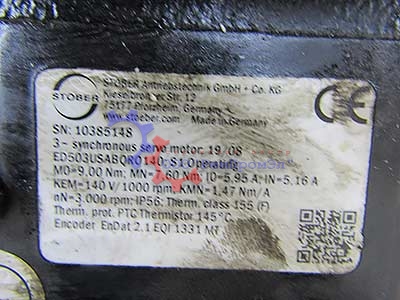 STOBER
STOBER Antriebstechnik GmbH + Co. KG
Kieselbronner Str. 12
75177 Pforzheim, Germany
www.stober.com Made in Germany
SN: 10385148
3~ synchronous servo motor; 19/08
ED503USABQRO140; S1 Operating
M0=9,00 Nm; MN=7,60 Nm; I0=5,95 A; IN=5,16 A
KEM=140 V/1000 rpm; KMN=1,47 Nm/A
nN=3.000 rpm; IP56; Therm. class 155 (F)
Therm. prot. PTC Thermistor 145°C
Encoder EnDat 2.1 EQI 1331 MT
CE